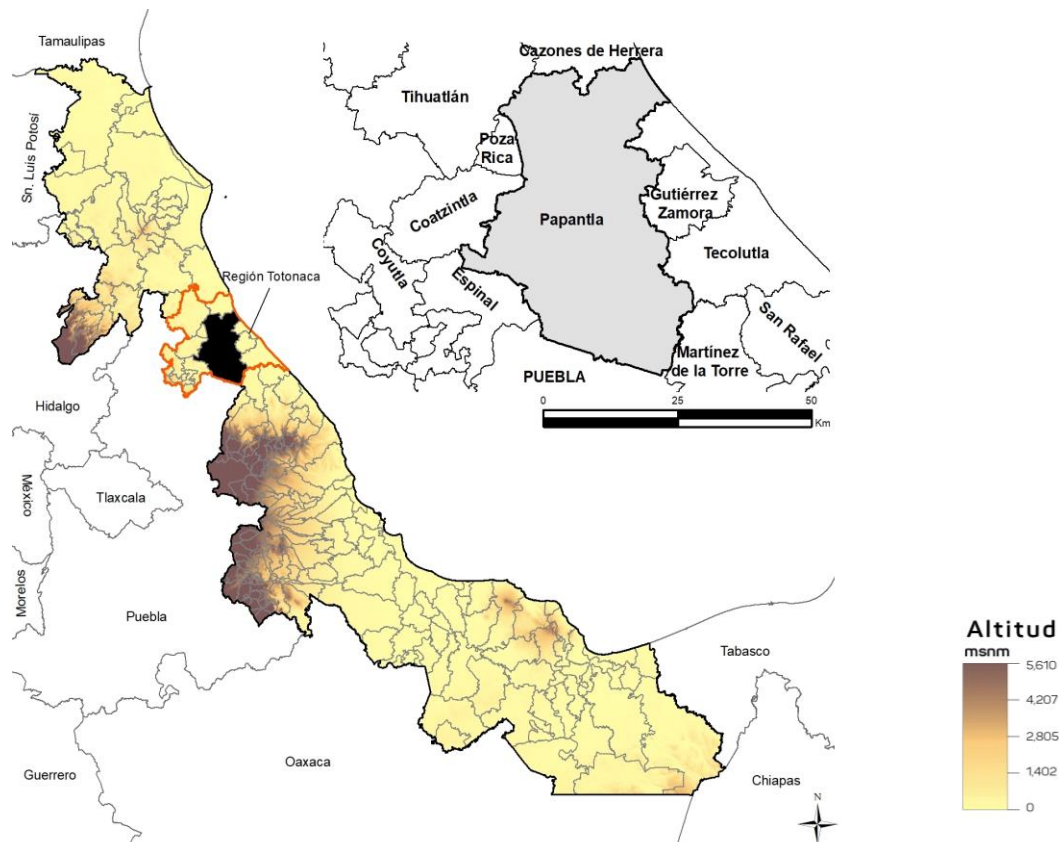 Tamaulipas
Sn. Luis Potosí
Región Totonaca
Hidalgo
México
Tlaxcala
Morelos
Puebla
Guerrero
Oaxaca
Tabasco
Chiapas
N
Cazones de Herrera
Tihuatlán
Poza
Rica
Coatzintla
Coyutla
Espinal
Papantla
Gutiérrez
Zamora
Tecolutla
San Rafael
Martínez
de la Torre
PUEBLA
0 25 50
Km
Altitud
msnm
5,610
4,207
2,805
1,402
0